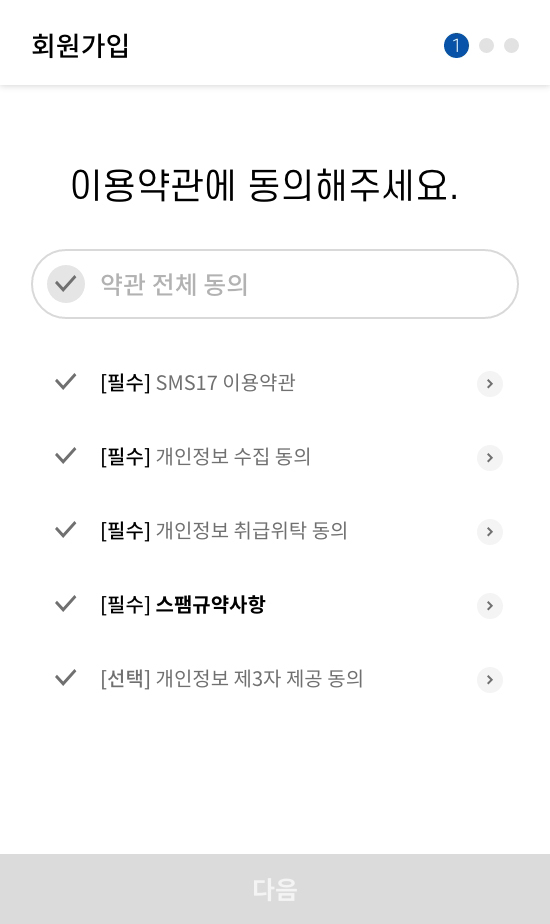 회원가입
1
이용약관에 동의해주세요.
약관 전체 동의
[필수] SMS17 이용약관
[필수] 개인정보 수집 동의
[필수] 개인정보 취급위탁 동의
[필수] 스팸규약사항
[선택] 개인정보 제3자 제공 동의
다음